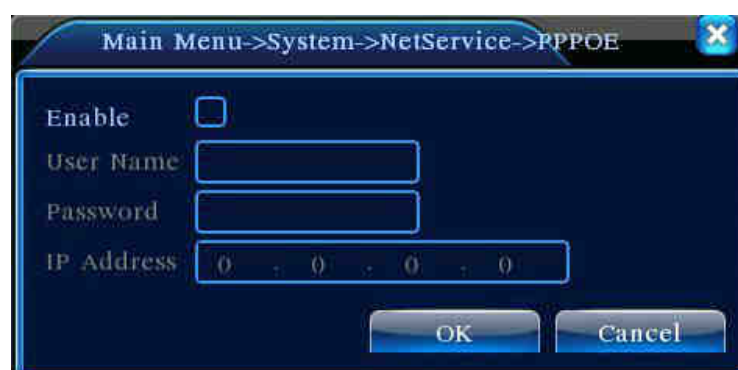 Main Menu->System->NetService->PPPOE
Enable
User Name
Password
IP Address 0 . 0 . 0 . 0
OK Cancel